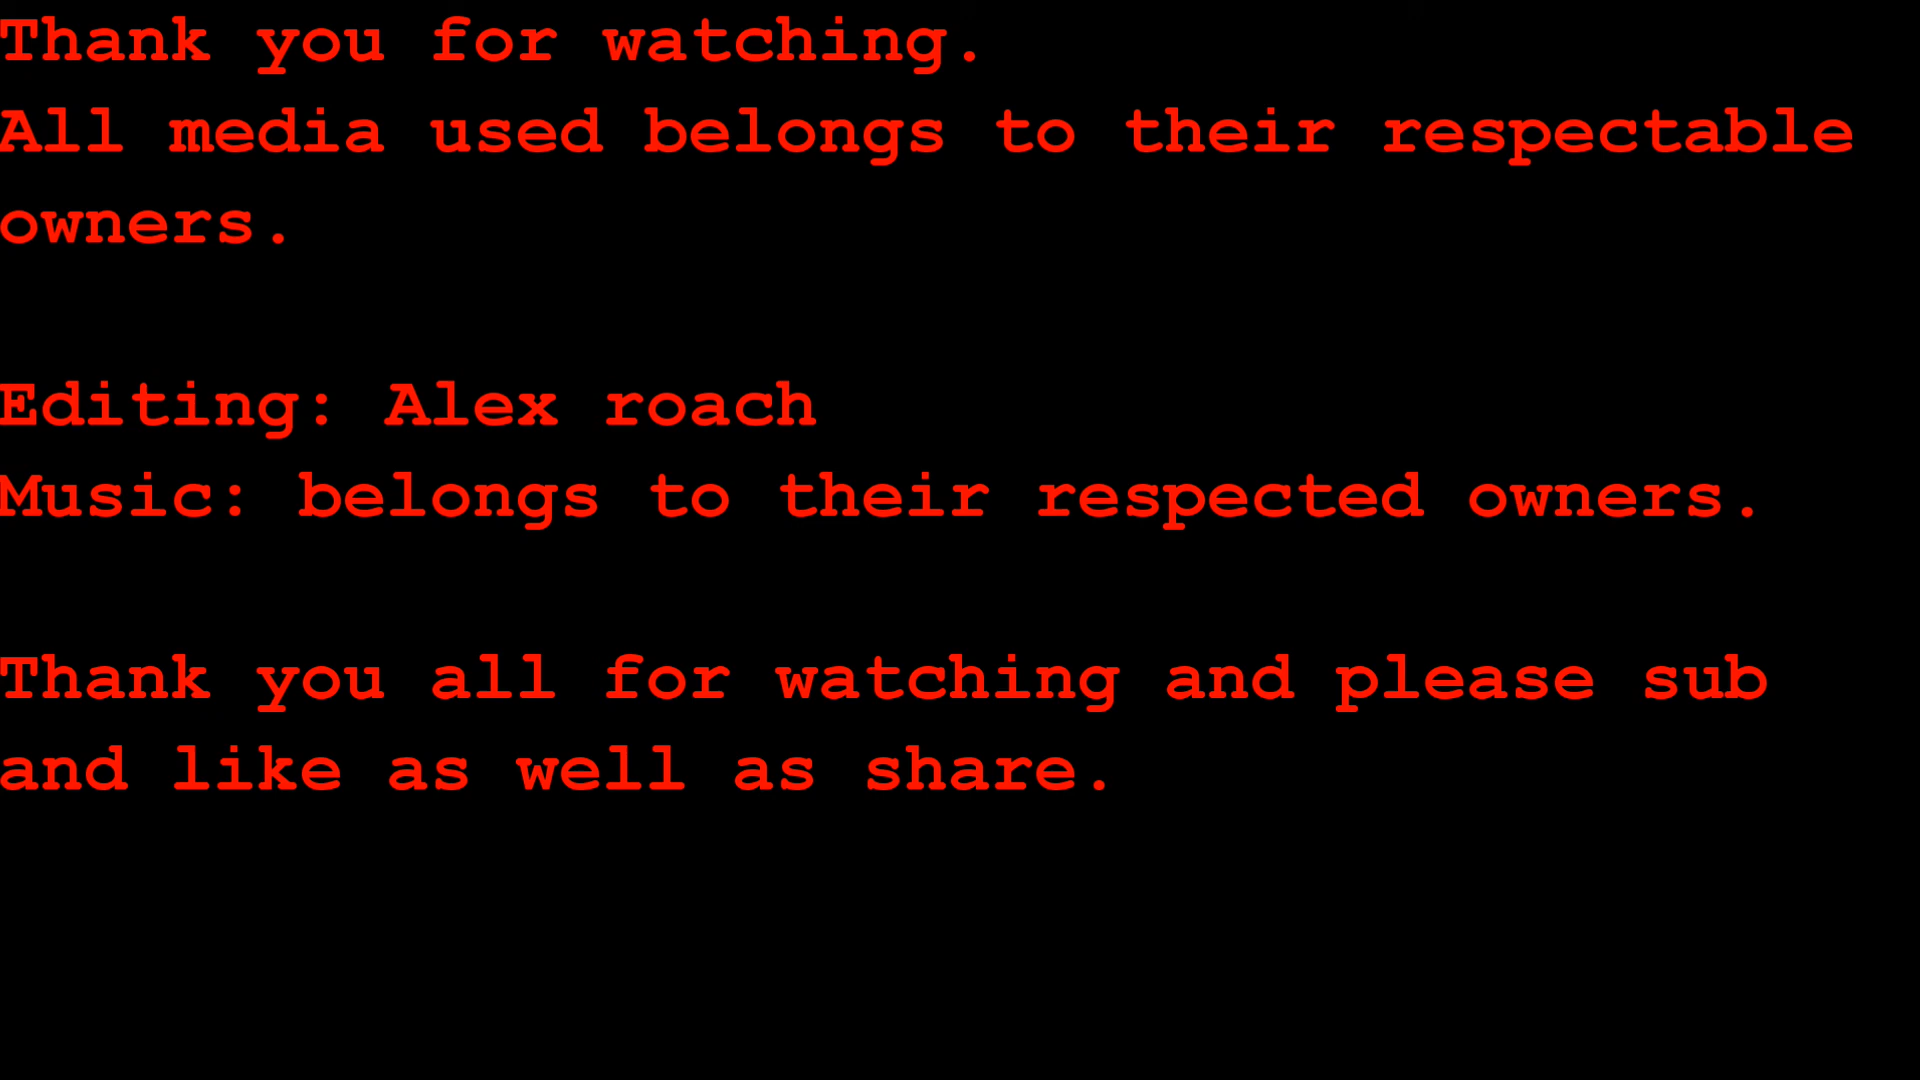 Thank you for watching.
All media used belongs to their respectable
owners.
Editing: Alex roach
Music: belongs to their respected owners.
Thank you all for watching and please sub
and like as well as share.